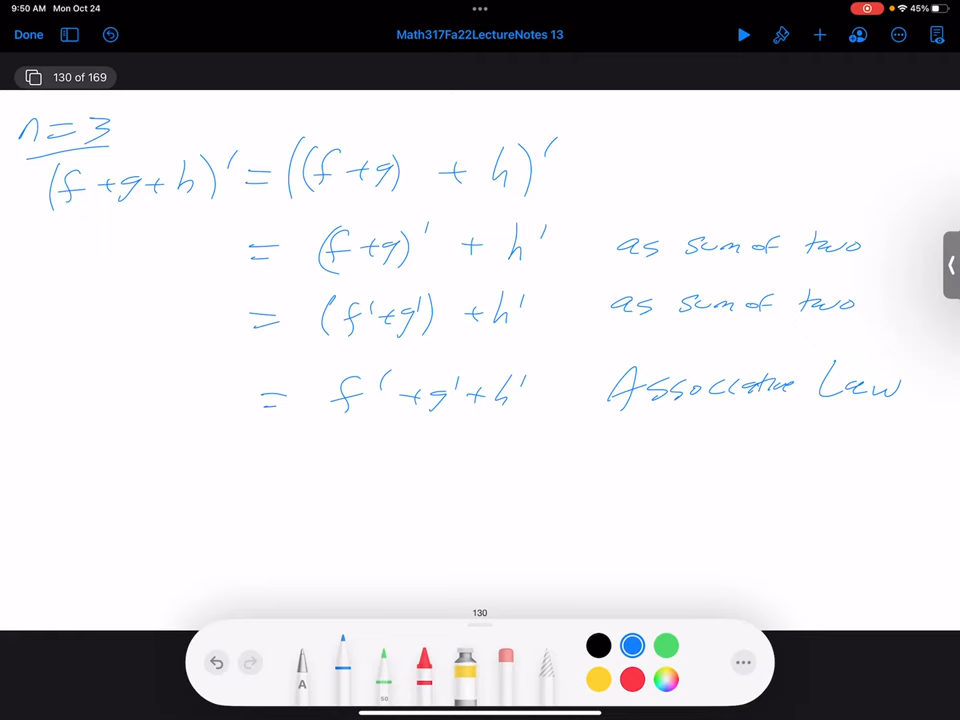 9:50 AM Mon Oct 24
45%
Done
Math317Fa22LectureNotes 13
130 of 169
n = 3
(f + g + h)' = ((f + g) + h)'
= (f + g)' + h' as sum of two
= (f' + g') + h' as sum of two
= f' + g' + h' Associative Law
130
A
50